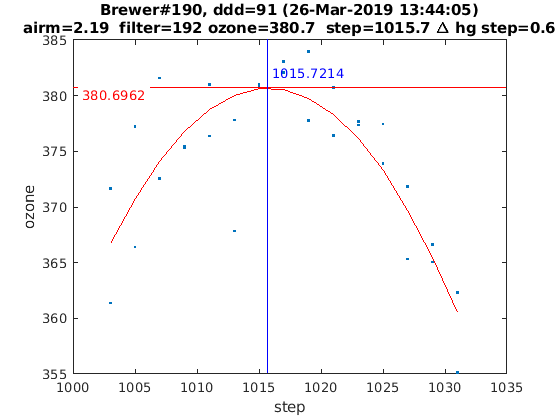 Brewer#190, ddd=91 (26-Mar-2019 13:44:05)
airm=2.19  filter=192 ozone=380.7  step=1015.7 Δ hg step=0.6
385
380
375
370
365
360
355
ozone
380.6962
1015.7214
1000 1005 1010 1015 1020 1025 1030 1035
step